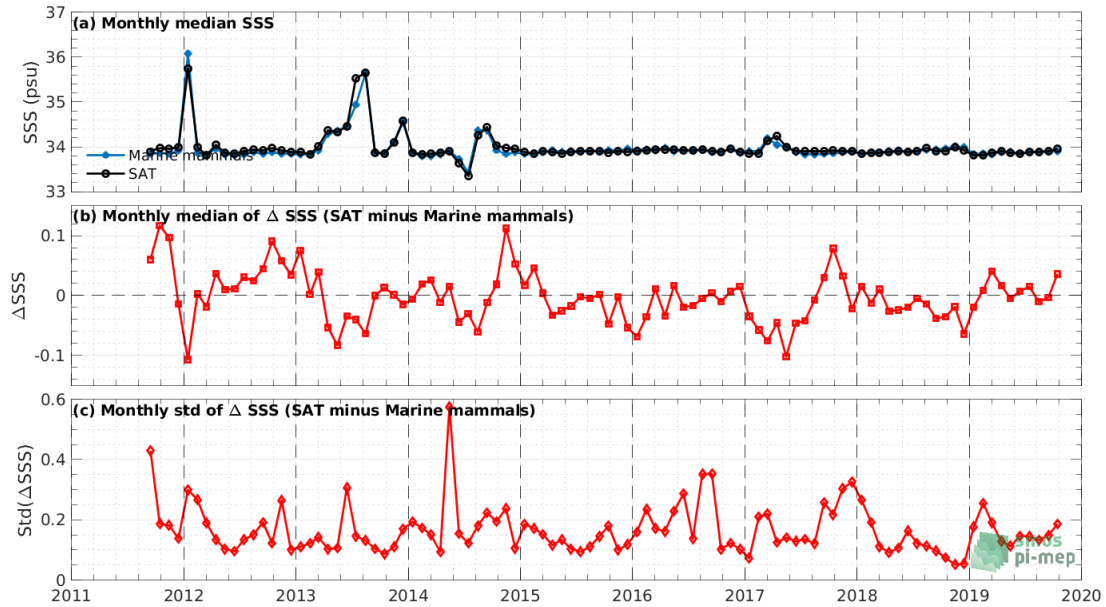 (a) Monthly median SSS
37
36
35
34
33
SSS (psu)
Marine mammals
SAT
(b) Monthly median of Δ SSS (SAT minus Marine mammals)
0.1
0
-0.1
ΔSSS
(c) Monthly std of Δ SSS (SAT minus Marine mammals)
0.6
0.4
0.2
0
Std(ΔSSS)
2011 2012 2013 2014 2015 2016 2017 2018 2019 2020
smos
pi-mep